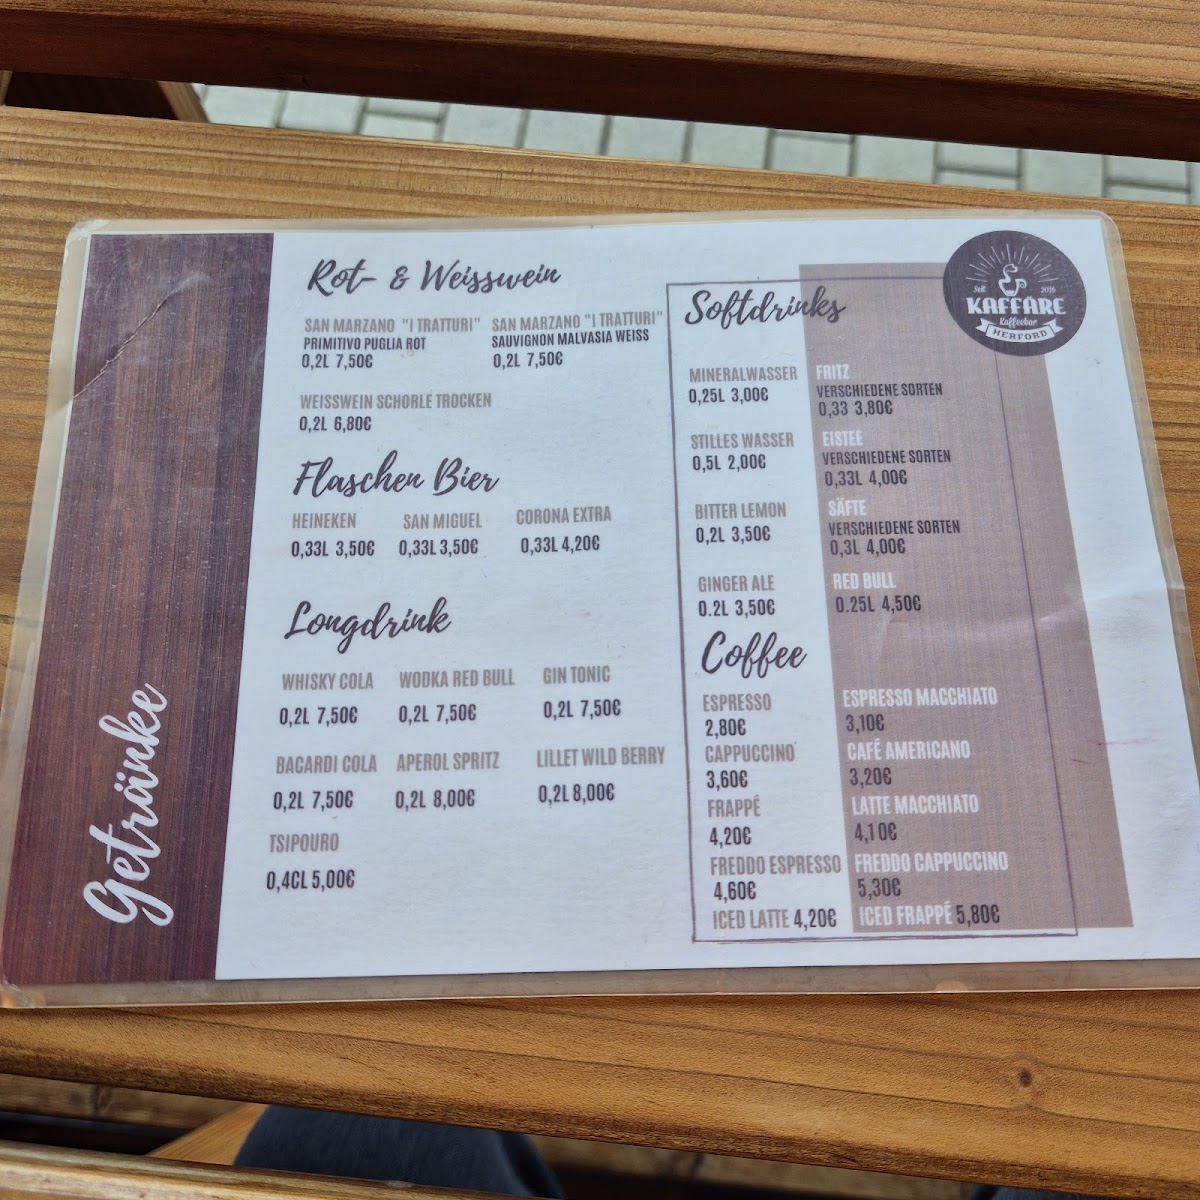 Getränke
Rot- & Weisswein
SAN MARZANO "I TRATTURI"
PRIMITIVO PUGLIA ROT
0,2L 7,50€
SAN MARZANO "I TRATTURI"
SAUVIGNON MALVASIA WEISS
0,2L 7,50€
WEISSWEIN SCHORLE TROCKEN
0,2L 6,80€
Flaschen Bier
HEINEKEN
0,33L 3,50€
SAN MIGUEL
0,33L 3,50€
CORONA EXTRA
0,33L 4,20€
Longdrink
WHISKY COLA
0,2L 7,50€
WODKA RED BULL
0,2L 7,50€
GIN TONIC
0,2L 7,50€
BACARDI COLA
0,2L 7,50€
APEROL SPRITZ
0,2L 8,00€
LILLET WILD BERRY
0,2L 8,00€
TSIPOURO
0,4CL 5,00€
Seit 2016
KAFFARE
Kaffeebar
HERFORD
Softdrinks
MINERALWASSER
0,25L 3,00€
FRITZ
VERSCHIEDENE SORTEN
0,33 3,80€
STILLES WASSER
0,5L 2,00€
EISTEE
VERSCHIEDENE SORTEN
0,33L 4,00€
BITTER LEMON
0,2L 3,50€
SÄFTE
VERSCHIEDENE SORTEN
0,3L 4,00€
GINGER ALE
0.2L 3,50€
RED BULL
0.25L 4,50€
Coffee
ESPRESSO
2,80€
ESPRESSO MACCHIATO
3,10€
CAPPUCCINO
3,60€
CAFÉ AMERICANO
3,20€
FRAPPÉ
4,20€
LATTE MACCHIATO
4,10€
FREDDO ESPRESSO
4,60€
FREDDO CAPPUCCINO
5,30€
ICED LATTE 4,20€
ICED FRAPPÉ 5,80€